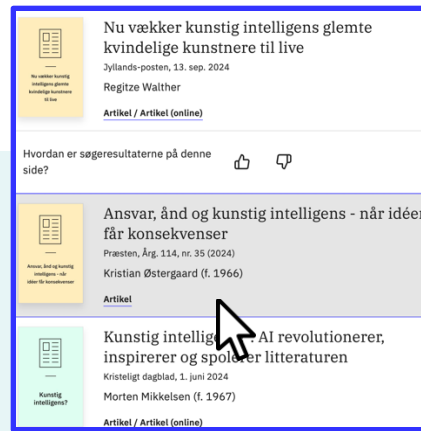 Nu vækker kunstig intelligens glemte
kvindelige kunstnere til live
Jyllands-posten, 13. sep. 2024
Regitze Walther
Artikel / Artikel (online)
Nu vækker kunstig
intelligens glemte
kvindelige kunstnere
til live
Hvordan er søgeresultaterne på denne
side?
Ansvar, ånd og kunstig intelligens - når idéer
får konsekvenser
Præsten, Årg. 114, nr. 35 (2024)
Kristian Østergaard (f. 1966)
Artikel
Ansvar, ånd og kunstig
intelligens - når
idéer får konsekvenser
Kunstig AI revolutionerer,
inspirerer og litteraturen
Kristeligt dagblad, 1. juni 2024
Morten Mikkelsen (f. 1967)
Artikel / Artikel (online)
Kunstig
intelligens?